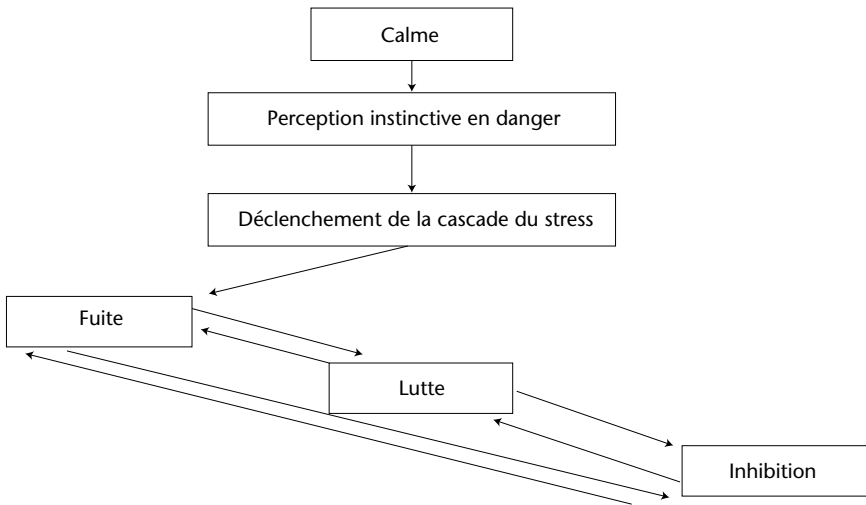 Calme
Perception instinctive en danger
Déclenchement de la cascade du stress
Fuite
Lutte
Inhibition